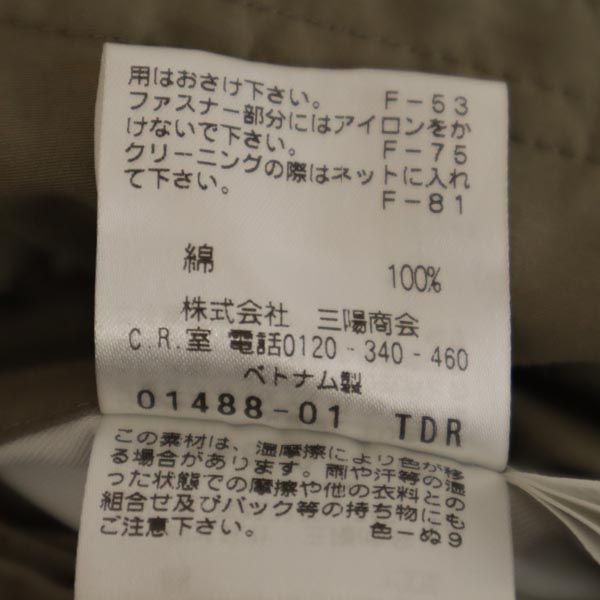 用はおさけ下さい。 F-53
ファスナー部分にはアイロンをか
けないで下さい。 F-75
クリーニングの際はネットに入れ
て下さい。 F-81
綿 100%
株式会社 三陽商会
C.R.室 電話0120-340-460
ベトナム製
01488-01 TDR
この素材は、湿摩擦により色が移
る場合があります。雨や汗等の湿
った状態での摩擦や他の衣料との
組合せ及びバック等の持ち物にも
ご注意下さい。 色ーぬ9